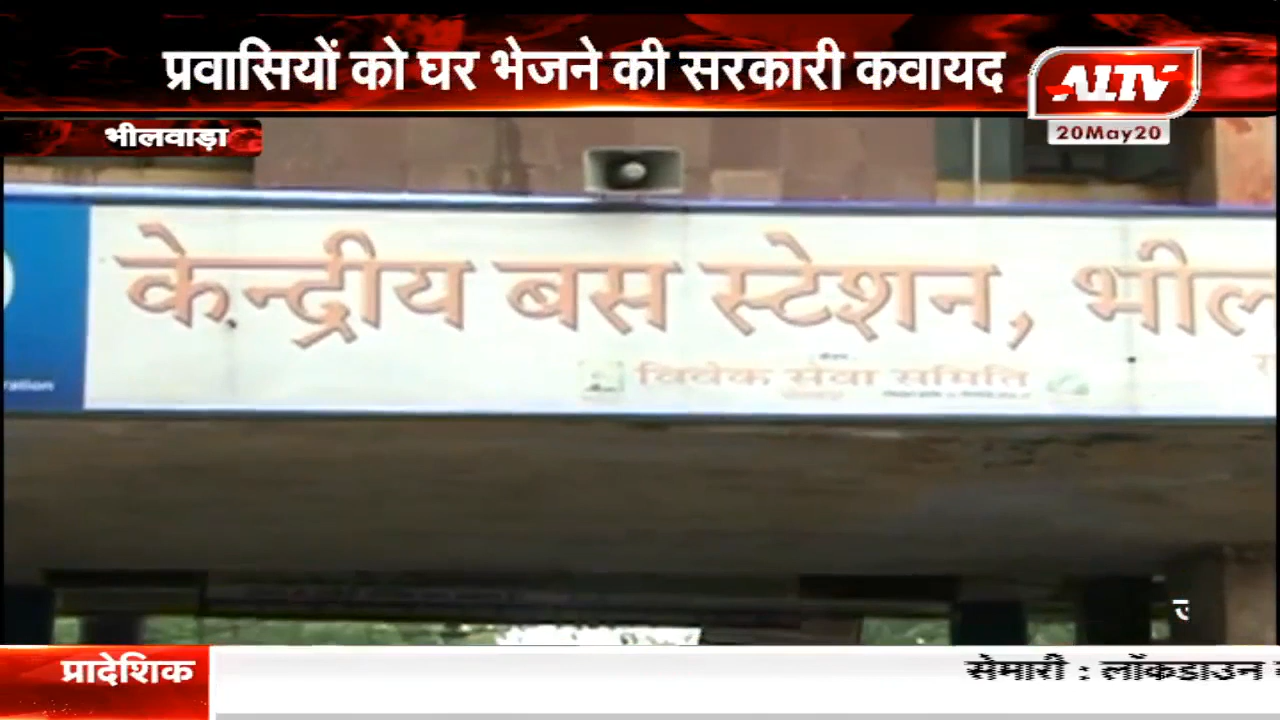 प्रवासियों को घर भेजने की सरकारी कवायद
ALTV
20May20
भीलवाड़ा
केन्द्रीय बस स्टेशन, भील
विवेक सेवा समिति
प्रादेशिक
सेमारी : लॉकडाउन